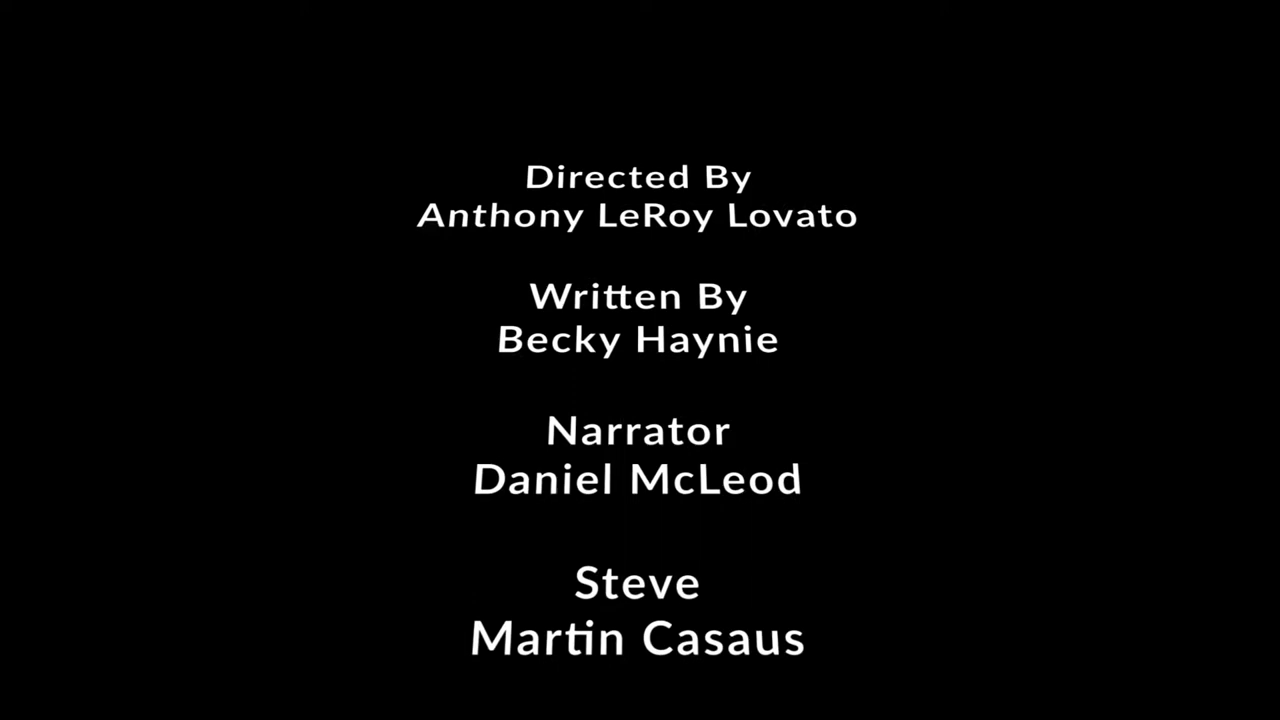 Directed By
Anthony LeRoy Lovato
Written By
Becky Haynie
Narrator
Daniel McLeod
Steve
Martin Casaus